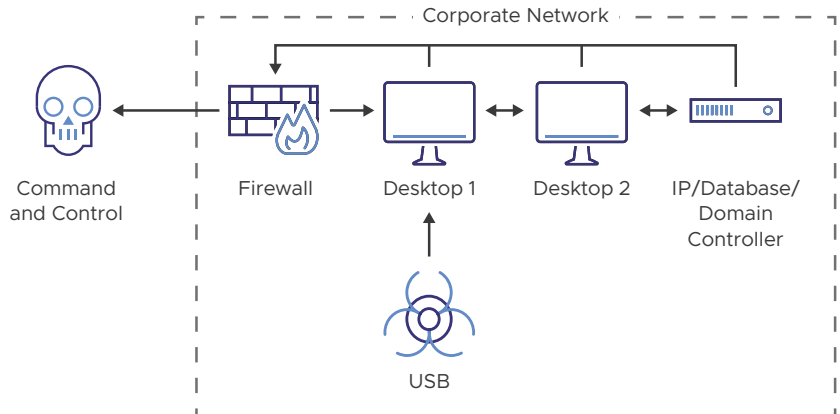 Corporate Network
Command
and Control
Firewall
Desktop 1
Desktop 2
IP/Database/
Domain
Controller
USB